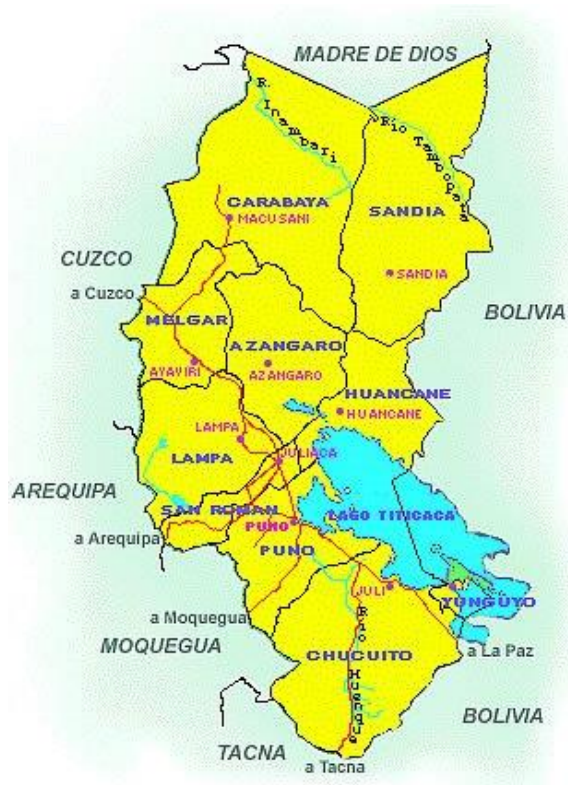 MADRE DE DIOS
R. Inambari
Río Tambopata
CARABAYA
MACUSANI
SANDIA
SANDIA
CUZCO
a Cuzco
BOLIVIA
MELGAR
AYAVIRI
AZANGARO
AZANGARO
HUANCANE
HUANCANE
LAMPA
LAMPA
JULIACA
AREQUIPA
SAN ROMAN
a Arequipa
PUNO
PUNO
LAGO TITICACA
JULI
YUNGUYO
a Moquegua
MOQUEGUA
a La Paz
CHUCUITO
Río Huenque
BOLIVIA
TACNA
a Tacna